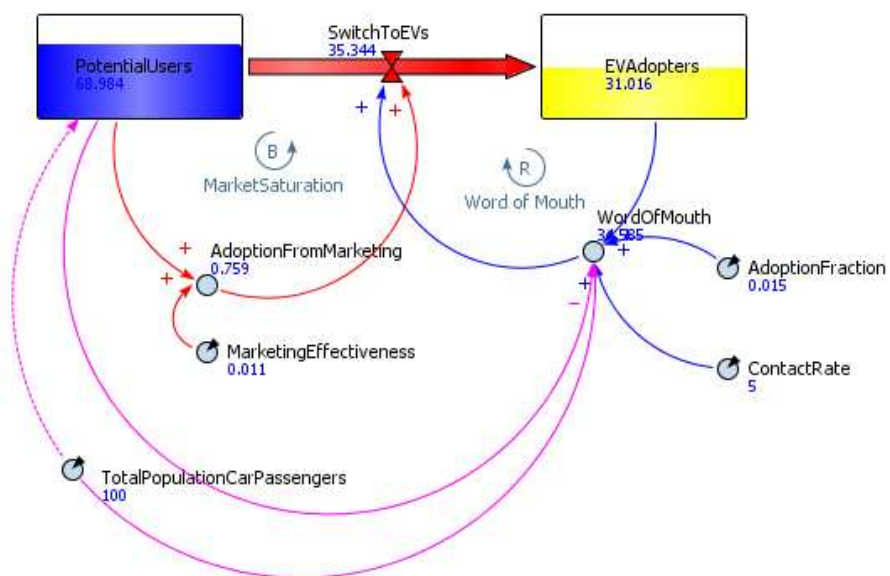 SwitchToEVs
35.344
PotentialUsers
68.984
EVAdopters
31.016
+
+
B
MarketSaturation
R
Word of Mouth
WordOfMouth
+
AdoptionFromMarketing
0.759
+
+
AdoptionFraction
0.015
+
−
MarketingEffectiveness
0.011
ContactRate
5
TotalPopulationCarPassengers
100